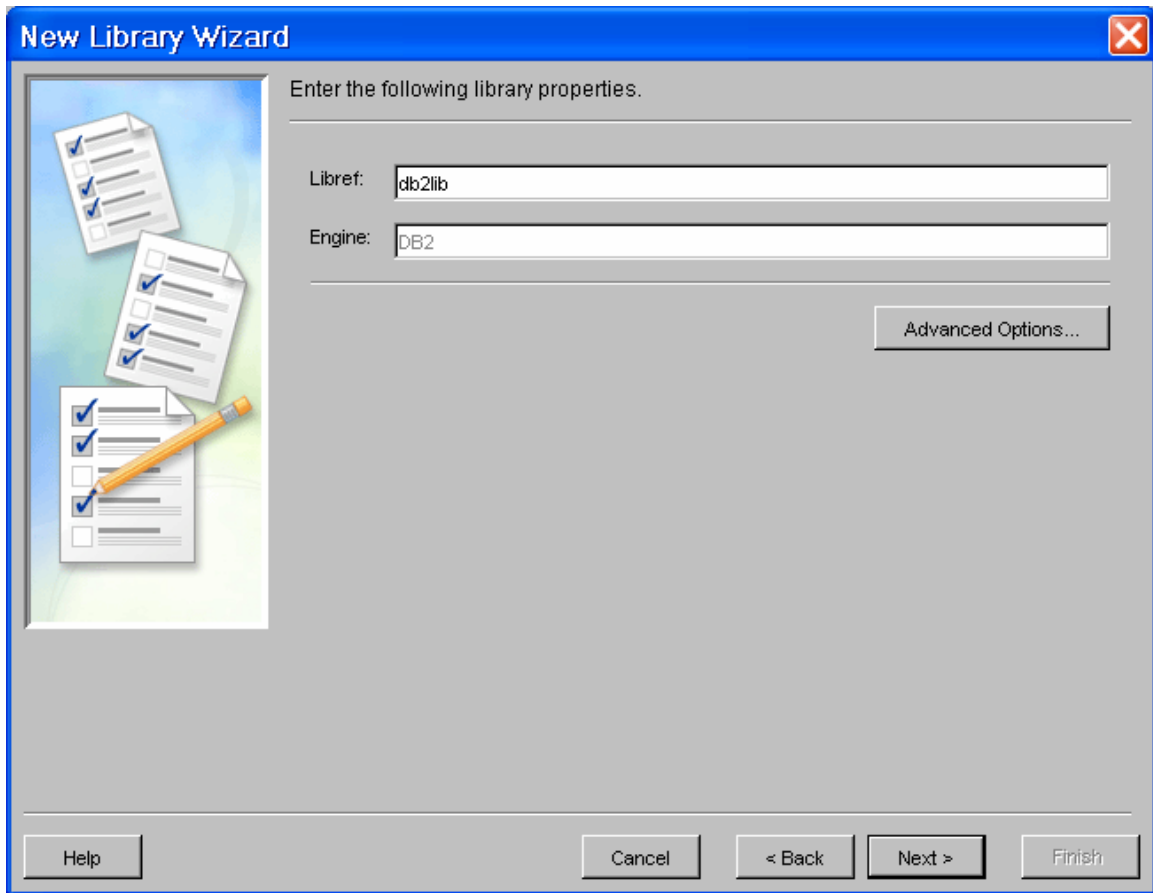 New Library Wizard
Enter the following library properties.
Libref: db2lib
Engine: DB2
Advanced Options...
Help Cancel < Back Next > Finish